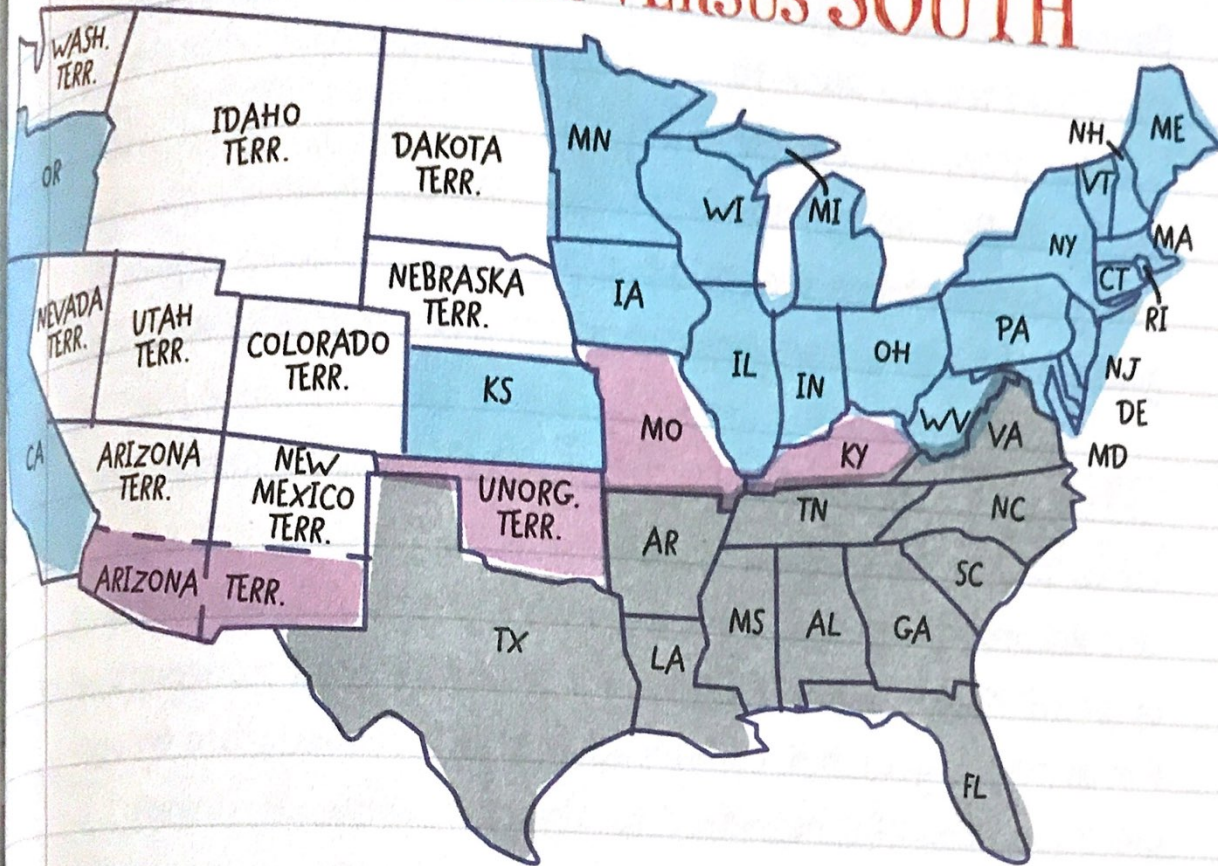 VERSUS SOUTH
WASH.
TERR.
IDAHO
TERR.
DAKOTA
TERR.
MN
NH
ME
VT
OR
WI
MI
NY
MA
CT
RI
NEBRASKA
TERR.
IA
NEVADA
TERR.
UTAH
TERR.
COLORADO
TERR.
PA
IL
IN
OH
NJ
KS
DE
MO
WV
VA
KY
MD
CA
ARIZONA
TERR.
NEW
MEXICO
TERR.
UNORG.
TERR.
TN
NC
AR
SC
ARIZONA TERR.
TX
MS
AL
GA
LA
FL